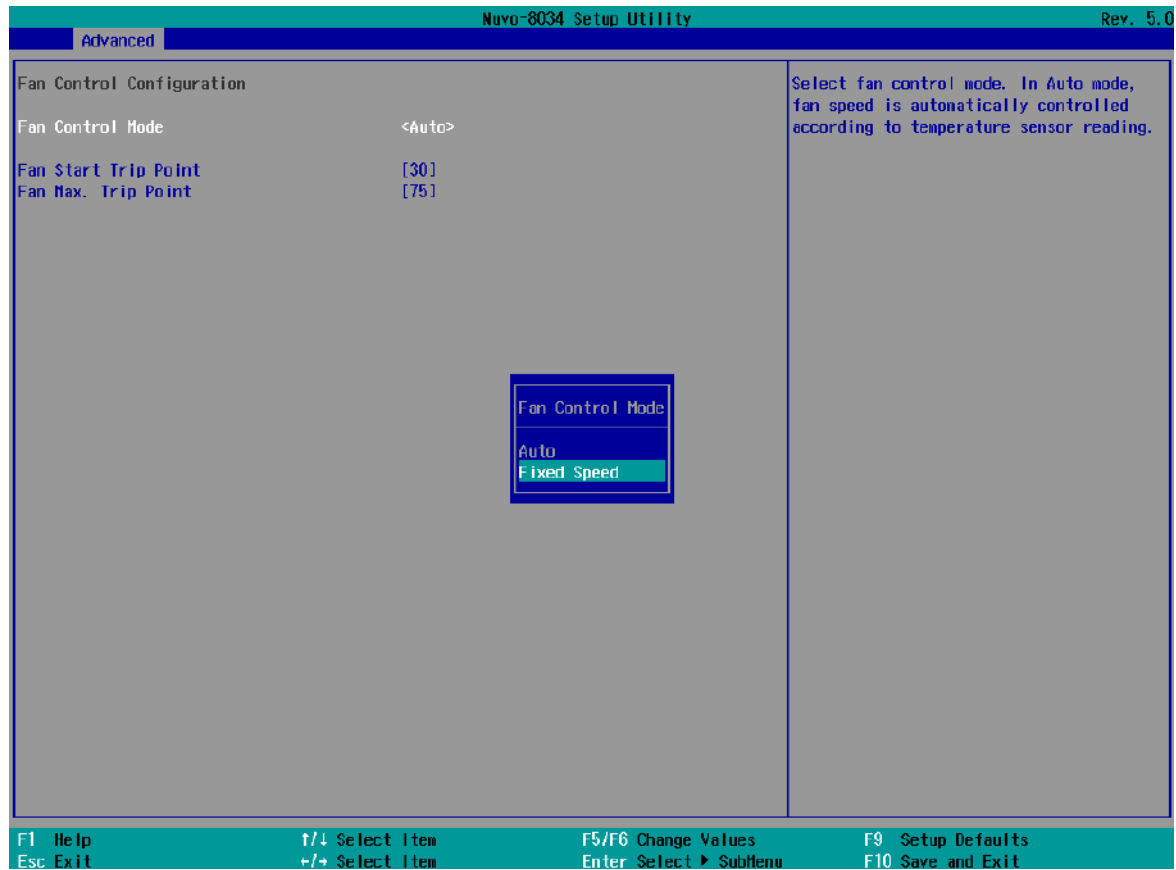 Nuvo-8034 Setup Utility Rev. 5.0
Advanced
Fan Control Configuration
Fan Control Mode <Auto>
Fan Start Trip Point [30]
Fan Max. Trip Point [75]
Select fan control mode. In Auto mode,
fan speed is automatically controlled
according to temperature sensor reading.
Fan Control Mode
Auto
Fixed Speed
F1 Help ↑/↓ Select Item F5/F6 Change Values F9 Setup Defaults
Esc Exit ←/→ Select Item Enter Select ▶ SubMenu F10 Save and Exit